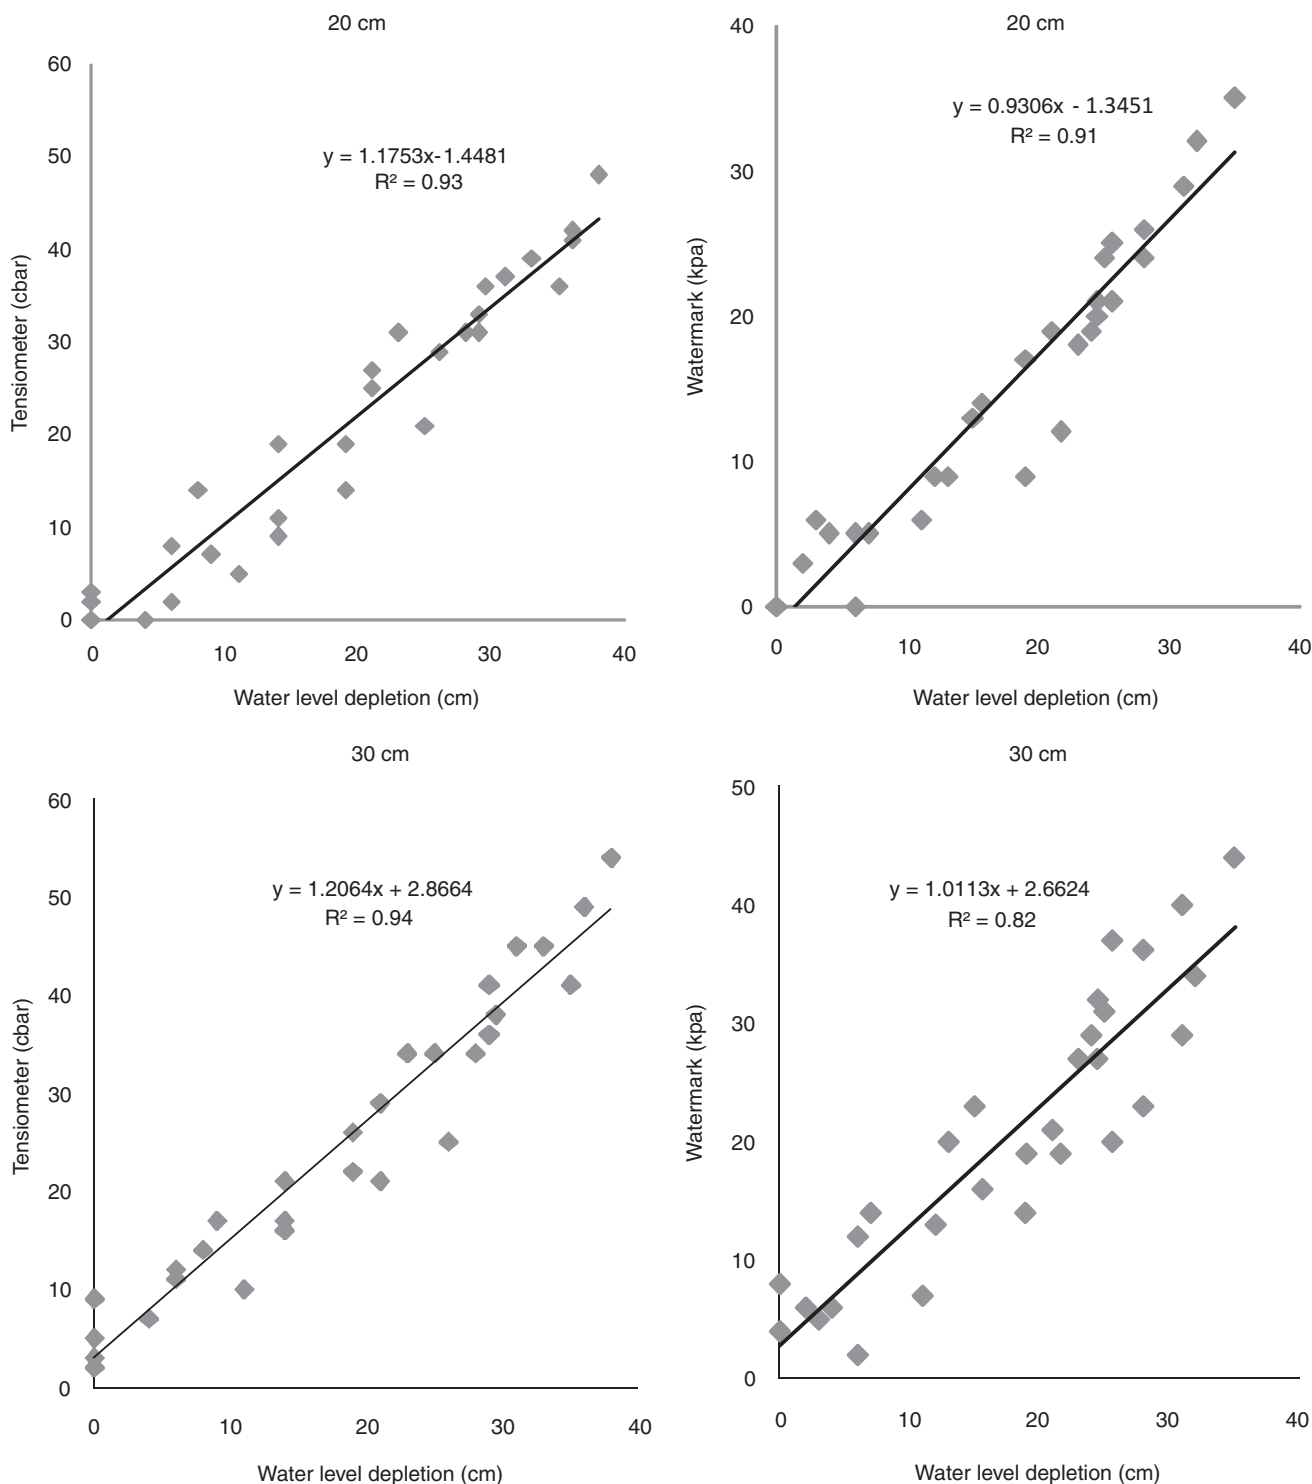 20 cm
60
50
40
30
20
10
0
Tensiometer (cbar)
y = 1.1753x-1.4481
R² = 0.93
0 10 20 30 40
Water level depletion (cm)
20 cm
40
30
20
10
0
Watermark (kpa)
y = 0.9306x - 1.3451
R² = 0.91
0 10 20 30 40
Water level depletion (cm)
30 cm
60
50
40
30
20
10
0
Tensiometer (cbar)
y = 1.2064x + 2.8664
R² = 0.94
0 10 20 30 40
Water level depletion (cm)
30 cm
50
40
30
20
10
0
Watermark (kpa)
y = 1.0113x + 2.6624
R² = 0.82
0 10 20 30 40
Water level depletion (cm)